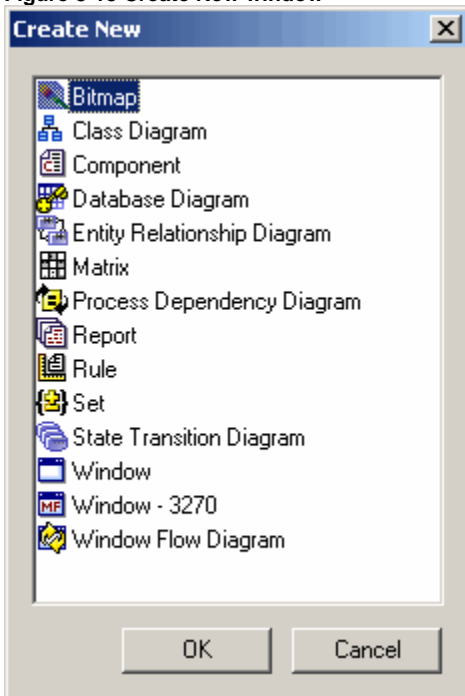 Create New
Bitmap
Class Diagram
Component
Database Diagram
Entity Relationship Diagram
Matrix
Process Dependency Diagram
Report
Rule
Set
State Transition Diagram
Window
MF Window - 3270
Window Flow Diagram
OK Cancel